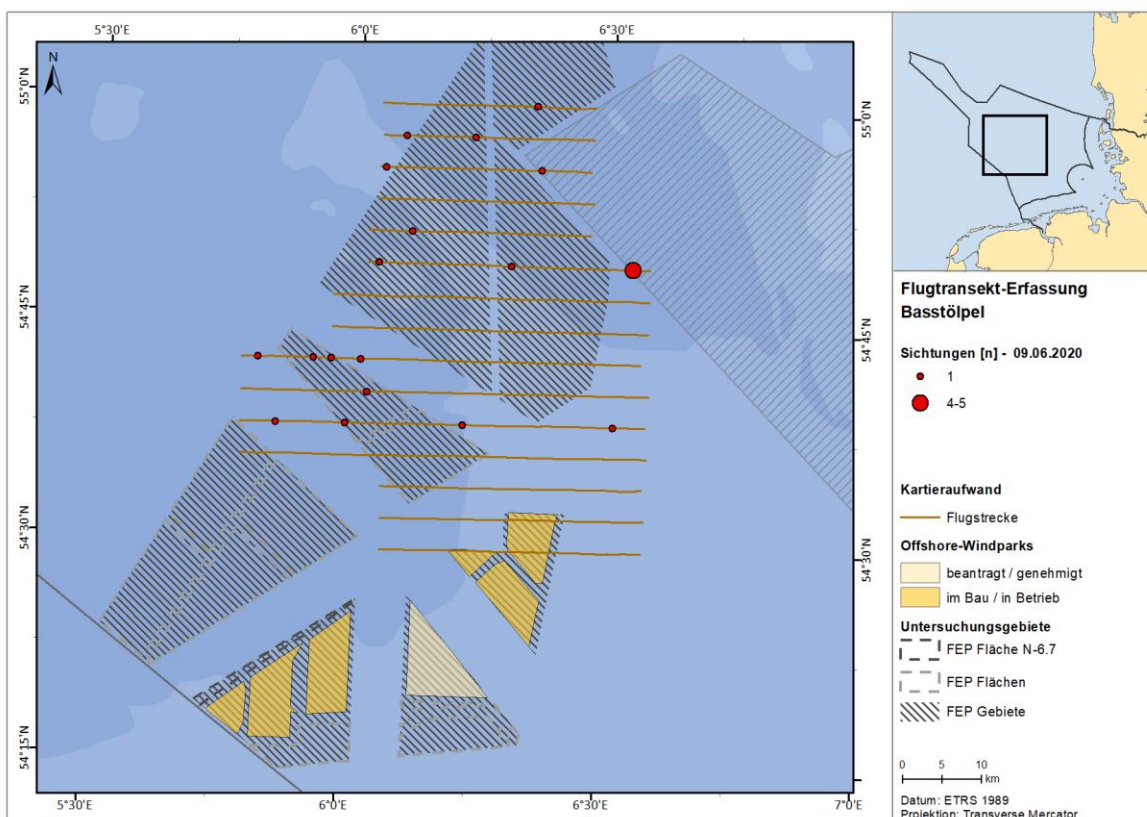 5°30'E
6°0'E
6°30'E
N
55°0'N
55°0'N
54°45'N
54°45'N
54°30'N
54°30'N
54°15'N
5°30'E
6°0'E
6°30'E
7°0'E
Flugtransekt-Erfassung
Basstölpel
Sichtungen [n] - 09.06.2020
1
4-5
Kartieraufwand
Flugstrecke
Offshore-Windparks
beantragt / genehmigt
im Bau / in Betrieb
Untersuchungsgebiete
FEP Fläche N-6.7
FEP Flächen
FEP Gebiete
0 5 10
km
Datum: ETRS 1989
Projektion: Transverse Mercator